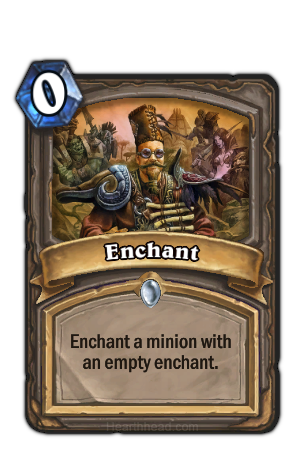 0
Enchant
Enchant a minion with
an empty enchant.
Hearthhead.com